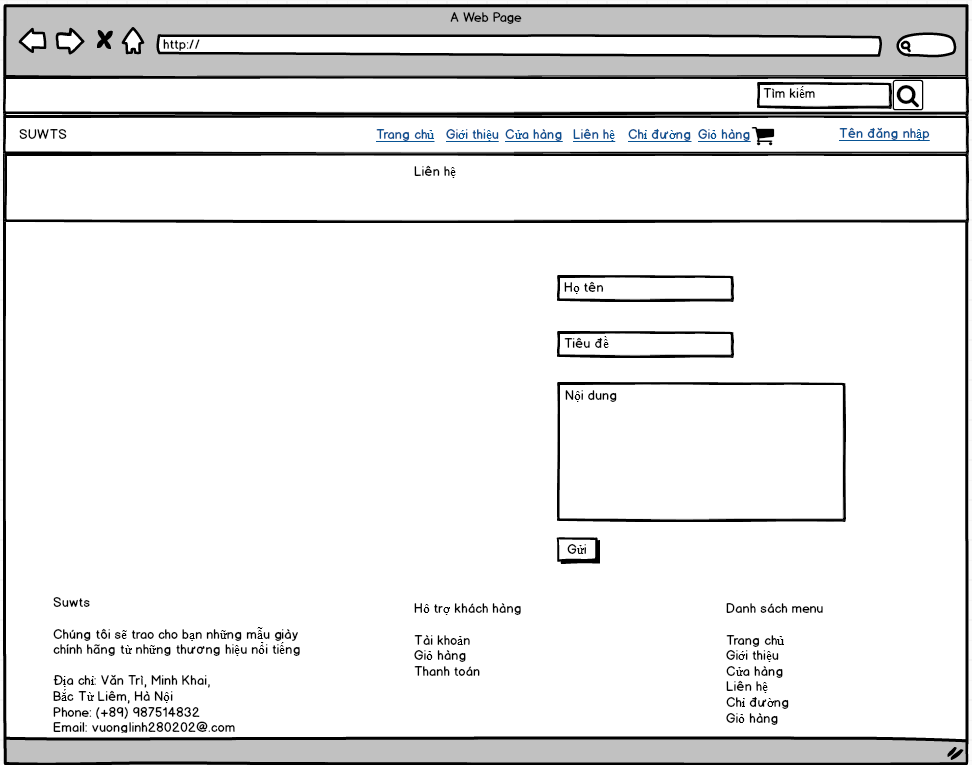 A Web Page
http://
Tìm kiếm
SUWTS
Trang chủ Giới thiệu Cửa hàng Liên hệ Chỉ đường Giỏ hàng Tên đăng nhập
Liên hệ
Họ tên
Tiêu đề
Nội dung
Gửi
Suwts
Chúng tôi sẽ trao cho bạn những mẫu giày
chính hãng từ những thương hiệu nổi tiếng
Địa chỉ: Văn Trì, Minh Khai,
Bắc Từ Liêm, Hà Nội
Phone: (+89) 987514832
Email: vuonglinh280202@.com
Hỗ trợ khách hàng
Tài khoản
Giỏ hàng
Thanh toán
Danh sách menu
Trang chủ
Giới thiệu
Cửa hàng
Liên hệ
Chỉ đường
Giỏ hàng